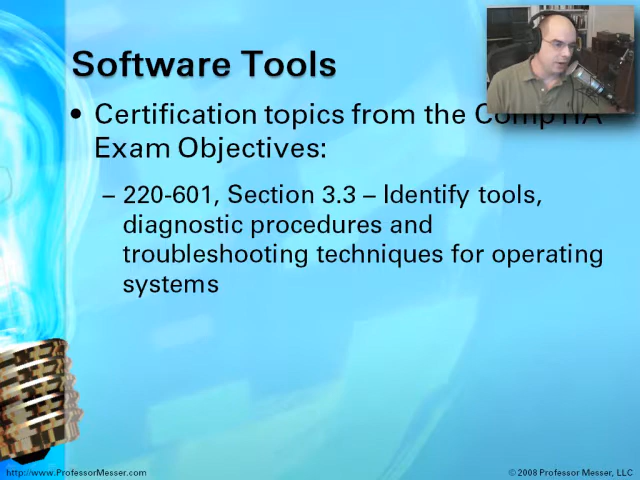 Software Tools
• Certification topics from the CompTIA
Exam Objectives:
– 220-601, Section 3.3 – Identify tools,
diagnostic procedures and
troubleshooting techniques for operating
systems
http://www.ProfessorMesser.com
© 2008 Professor Messer, LLC